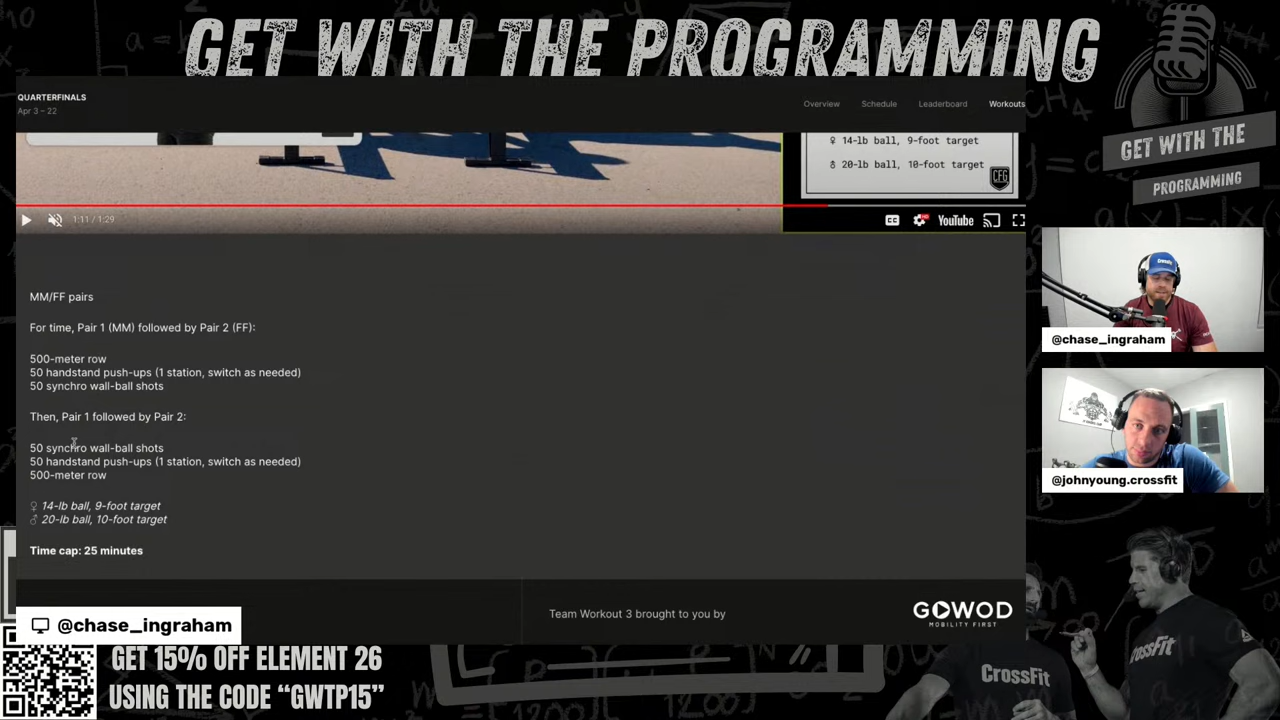 GET WITH THE PROGRAMMING
QUARTERFINALS
Apr 3 – 22
Overview
Schedule
Leaderboard
Workouts
♀ 14-lb ball, 9-foot target
♂ 20-lb ball, 10-foot target
CFG
1:11 / 1:29
CC
HD
YouTube
MM/FF pairs
For time, Pair 1 (MM) followed by Pair 2 (FF):
500-meter row
50 handstand push-ups (1 station, switch as needed)
50 synchro wall-ball shots
Then, Pair 1 followed by Pair 2:
50 synchro wall-ball shots
50 handstand push-ups (1 station, switch as needed)
500-meter row
♀ 14-lb ball, 9-foot target
♂ 20-lb ball, 10-foot target
Time cap: 25 minutes
Team Workout 3 brought to you by
GOWOD
MOBILITY FIRST
@chase_ingraham
GET 15% OFF ELEMENT 26
USING THE CODE “GWTP15”
GET WITH THE
PROGRAMMING
@chase_ingraham
@johnyoung.crossfit
CrossFit
CrossFit